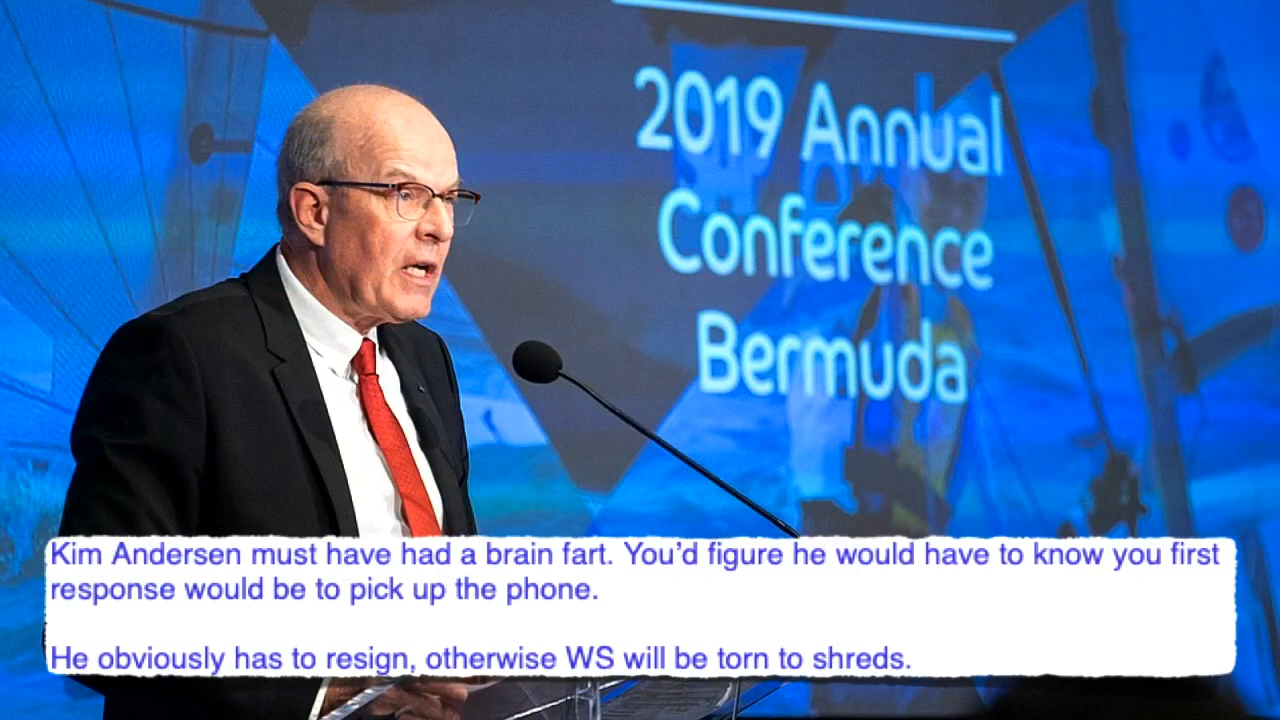 2019 Annual
Conference
Bermuda
Kim Andersen must have had a brain fart. You’d figure he would have to know you first
response would be to pick up the phone.
He obviously has to resign, otherwise WS will be torn to shreds.